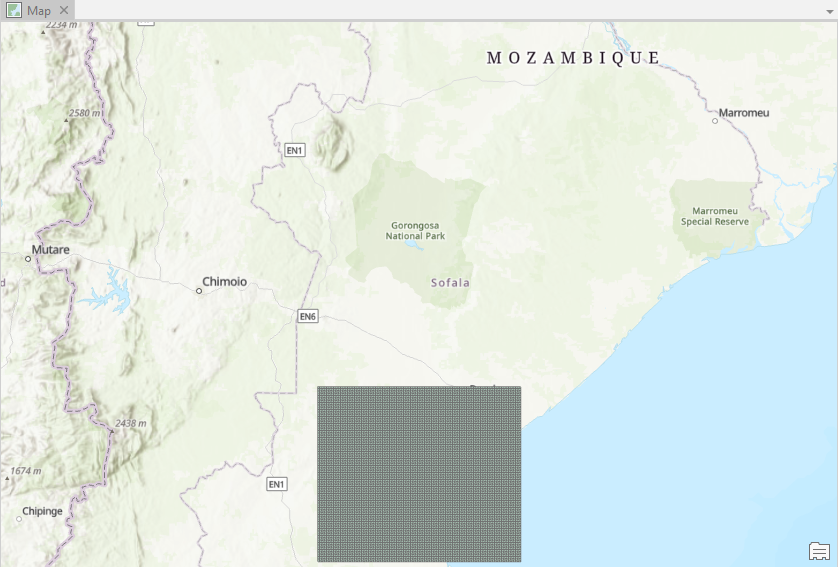 Map
2234 m
MOZAMBIQUE
2580 m
Marromeu
EN1
Gorongosa
National Park
Marromeu
Special Reserve
Mutare
Chimoio
Sofala
EN6
2438 m
1674 m
EN1
Chipinge